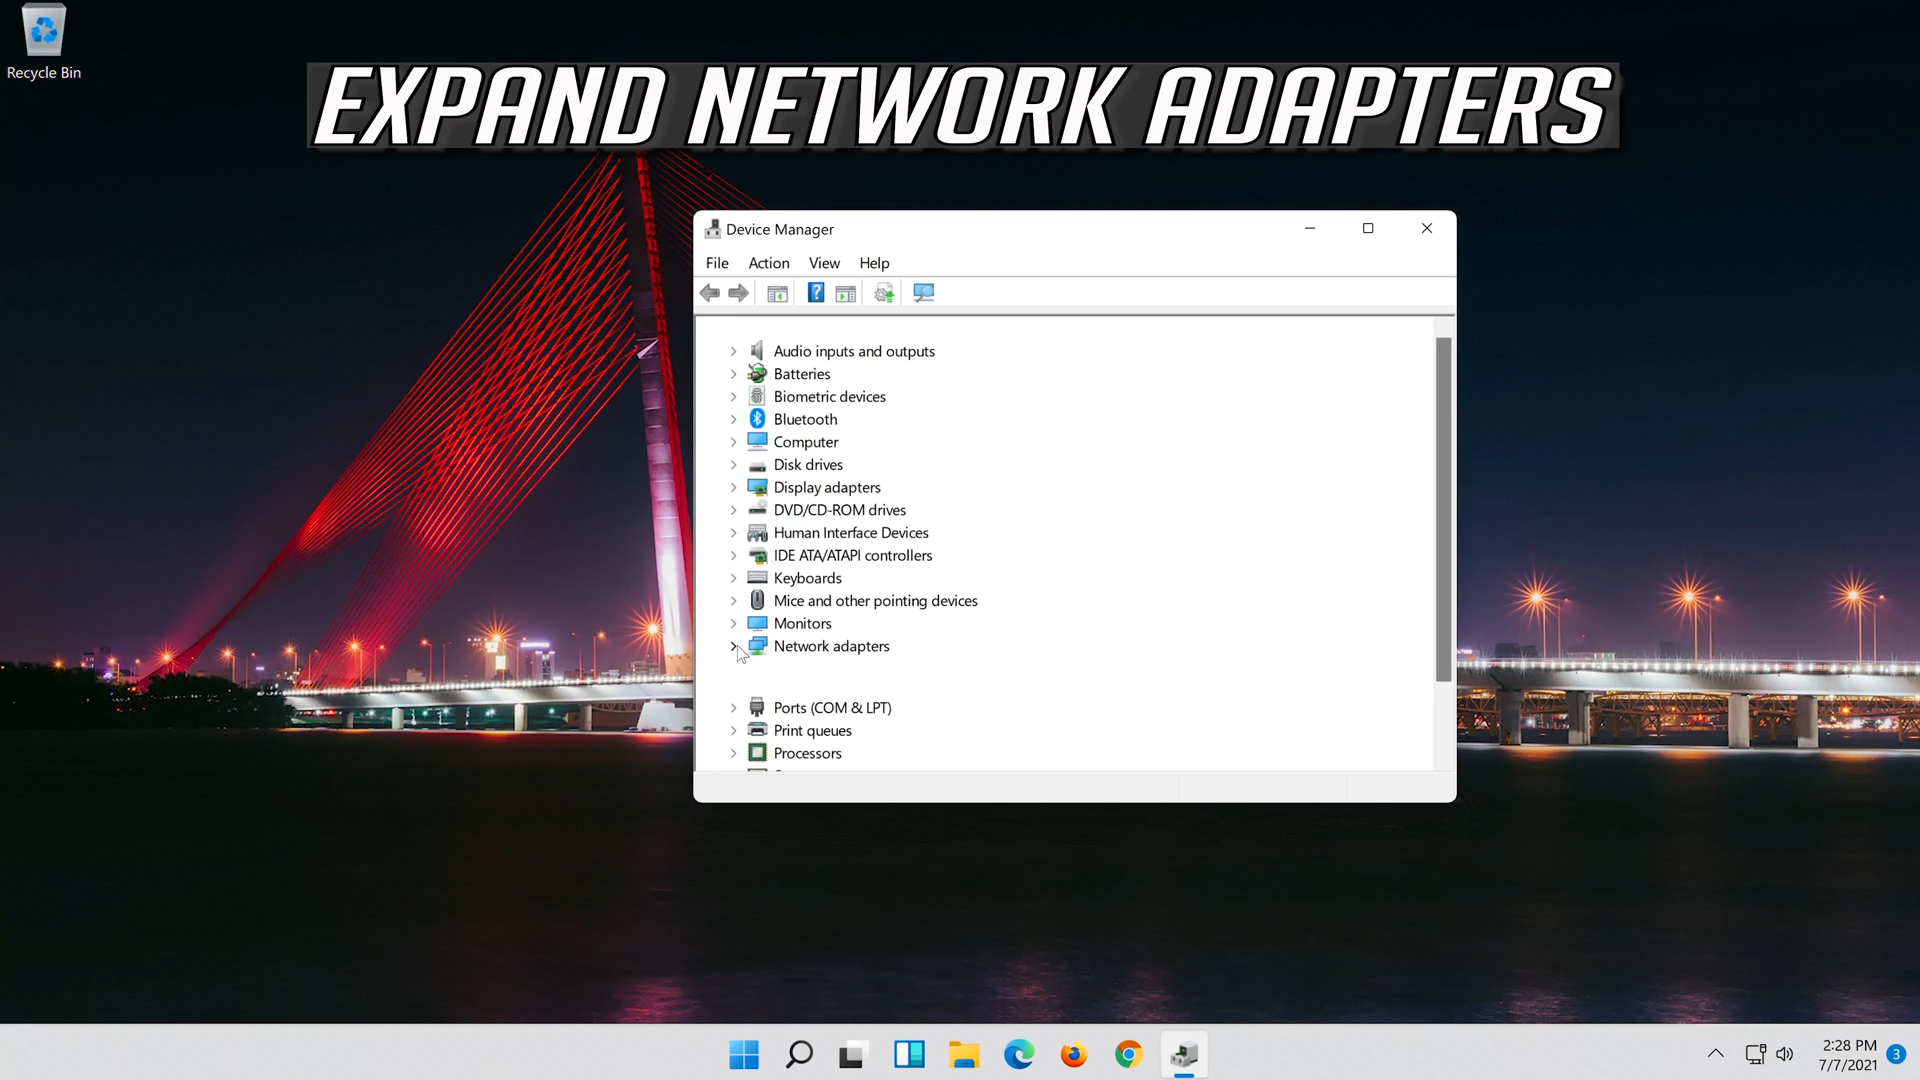 Recycle Bin
EXPAND NETWORK ADAPTERS
Device Manager
File Action View Help
Audio inputs and outputs
Batteries
Biometric devices
Bluetooth
Computer
Disk drives
Display adapters
DVD/CD-ROM drives
Human Interface Devices
IDE ATA/ATAPI controllers
Keyboards
Mice and other pointing devices
Monitors
Network adapters
Ports (COM & LPT)
Print queues
Processors
2:28 PM
7/7/2021
3